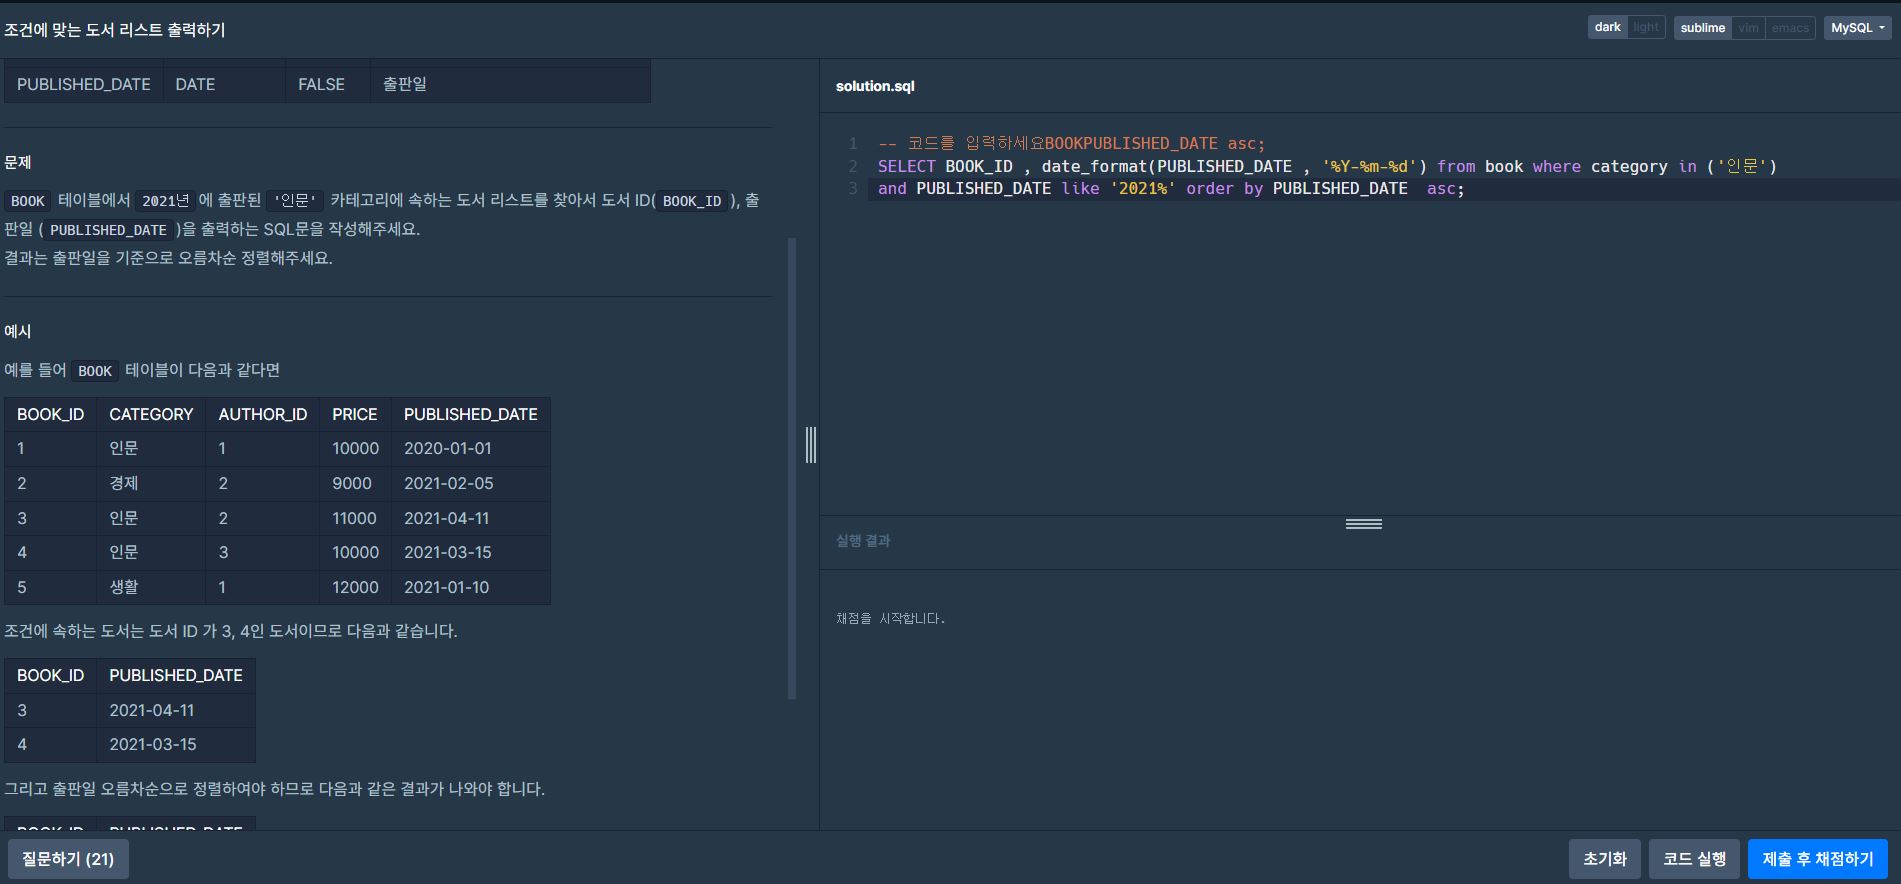 조건에 맞는 도서 리스트 출력하기
dark light sublime vim emacs MySQL
PUBLISHED_DATE DATE FALSE 출판일
문제
BOOK 테이블에서 2021년 에 출판된 '인문' 카테고리에 속하는 도서 리스트를 찾아서 도서 ID( BOOK_ID ), 출
판일 ( PUBLISHED_DATE )을 출력하는 SQL문을 작성해주세요.
결과는 출판일을 기준으로 오름차순 정렬해주세요.
예시
예를 들어 BOOK 테이블이 다음과 같다면
BOOK_ID CATEGORY AUTHOR_ID PRICE PUBLISHED_DATE
1 인문 1 10000 2020-01-01
2 경제 2 9000 2021-02-05
3 인문 2 11000 2021-04-11
4 인문 3 10000 2021-03-15
5 생활 1 12000 2021-01-10
조건에 속하는 도서는 도서 ID 가 3, 4인 도서이므로 다음과 같습니다.
BOOK_ID PUBLISHED_DATE
3 2021-04-11
4 2021-03-15
그리고 출판일 오름차순으로 정렬하여야 하므로 다음과 같은 결과가 나와야 합니다.
BOOK_ID PUBLISHED_DATE
solution.sql
1 -- 코드를 입력하세요BOOKPUBLISHED_DATE asc;
2 SELECT BOOK_ID , date_format(PUBLISHED_DATE , '%Y-%m-%d') from book where category in ('인문')
3 and PUBLISHED_DATE like '2021%' order by PUBLISHED_DATE  asc;
실행 결과
채점을 시작합니다.
질문하기 (21)
초기화 코드 실행 제출 후 채점하기